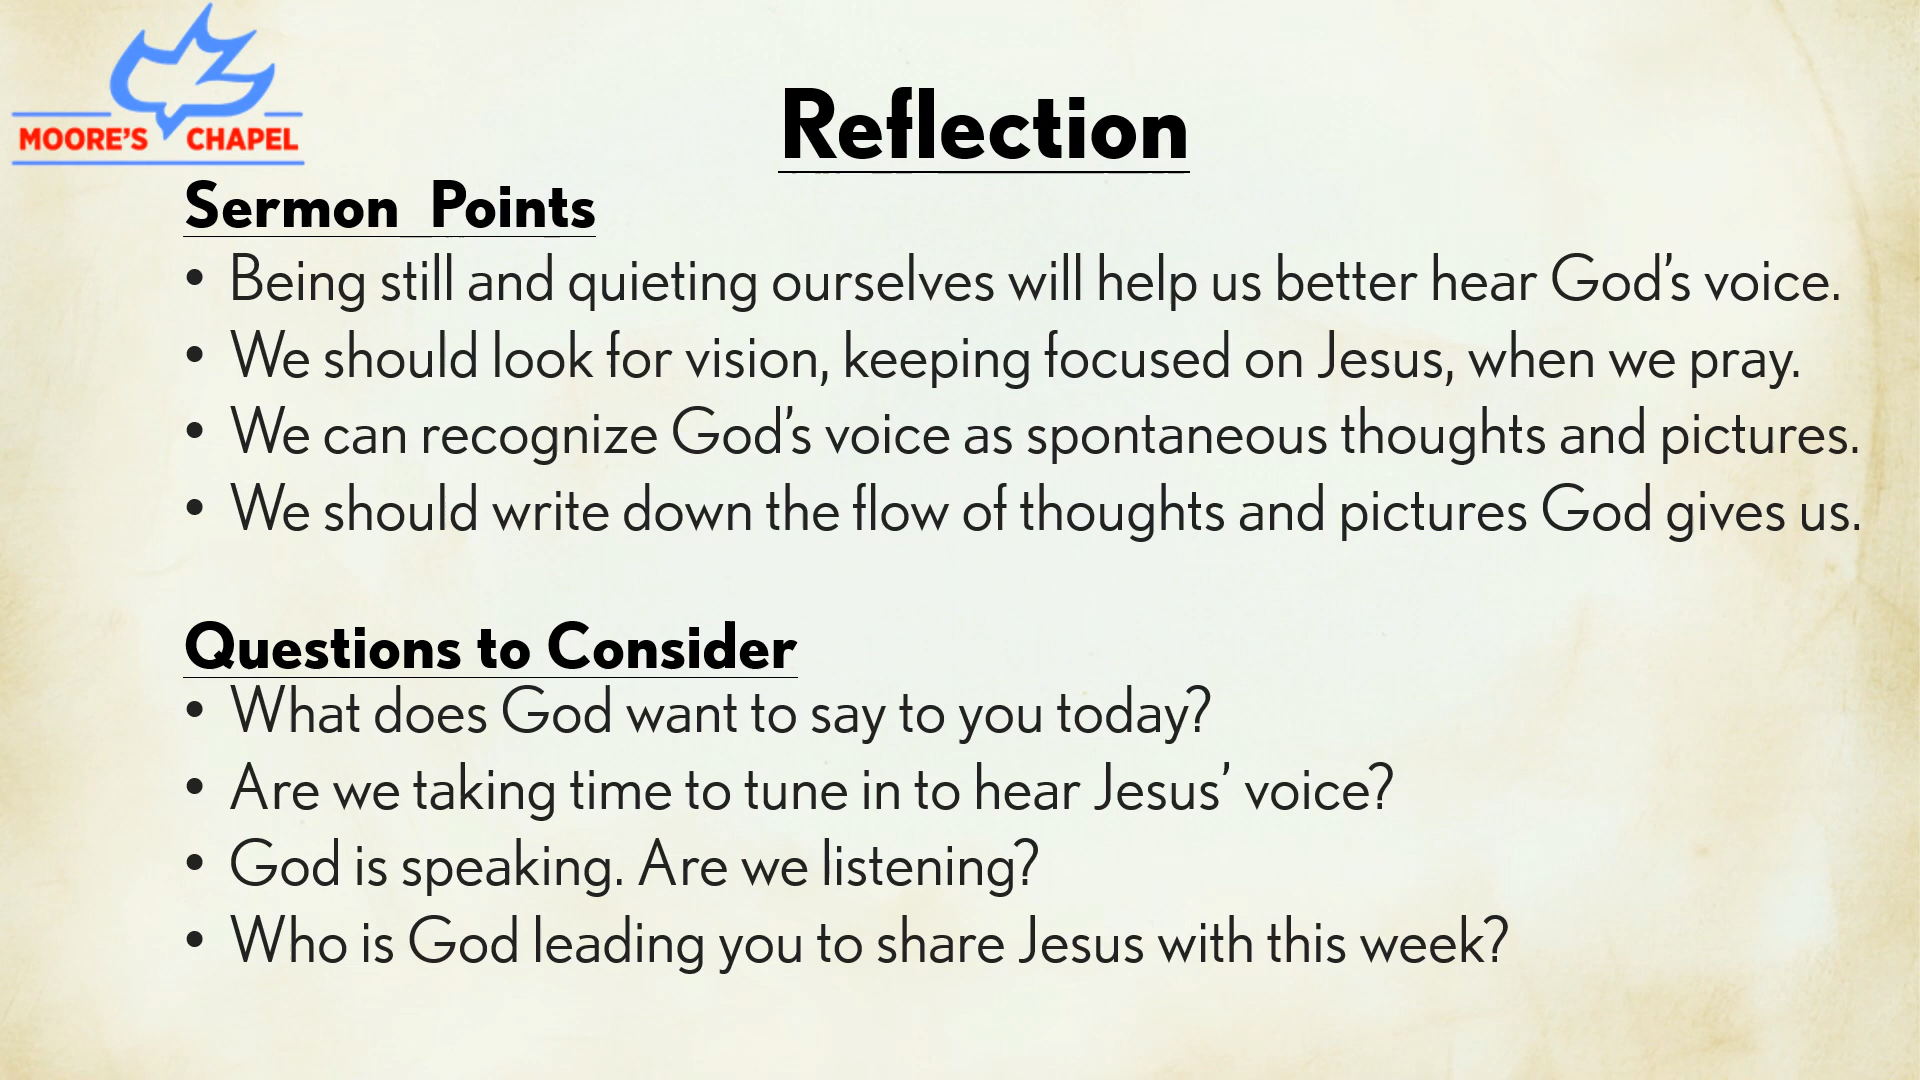 MOORE'S CHAPEL
Reflection
Sermon  Points
• Being still and quieting ourselves will help us better hear God's voice.
• We should look for vision, keeping focused on Jesus, when we pray.
• We can recognize God's voice as spontaneous thoughts and pictures.
• We should write down the flow of thoughts and pictures God gives us.
Questions to Consider
• What does God want to say to you today?
• Are we taking time to tune in to hear Jesus' voice?
• God is speaking. Are we listening?
• Who is God leading you to share Jesus with this week?